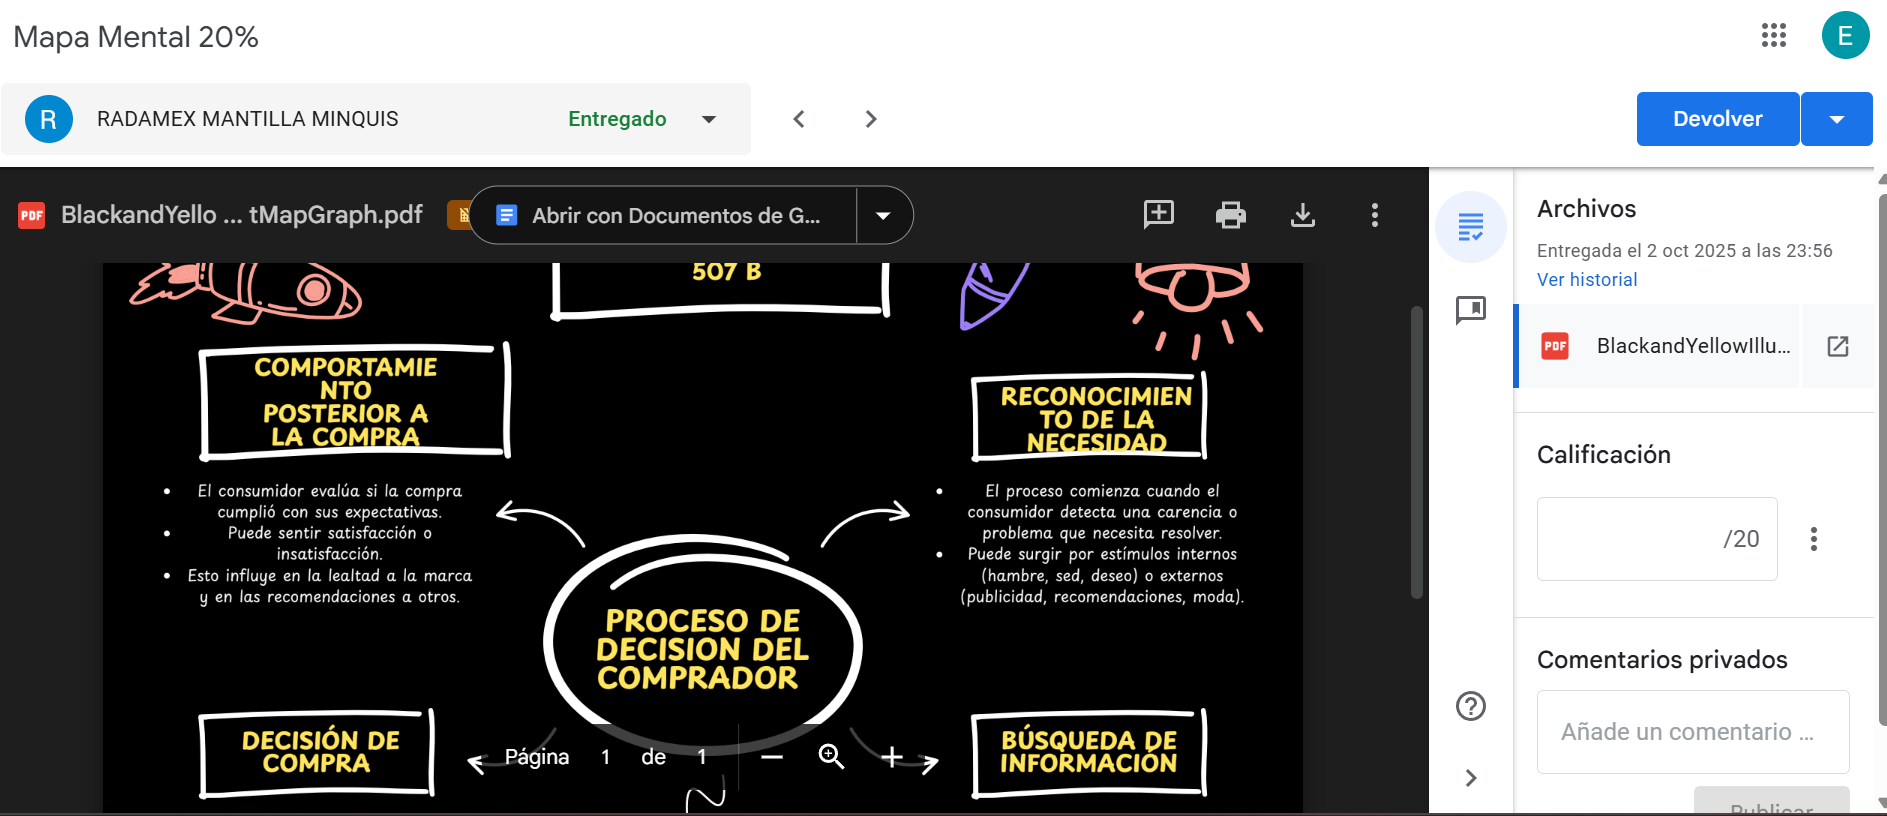 Mapa Mental 20%
E
R
RADAMEX MANTILLA MINQUIS
Entregado
Devolver
PDF
BlackandYello ... tMapGraph.pdf
Abrir con Documentos de G...
507 B
COMPORTAMIE
NTO
POSTERIOR A
LA COMPRA
RECONOCIMIEN
TO DE LA
NECESIDAD
• El consumidor evalúa si la compra
cumplió con sus expectativas.
• Puede sentir satisfacción o
insatisfacción.
• Esto influye en la lealtad a la marca
y en las recomendaciones a otros.
• El proceso comienza cuando el
consumidor detecta una carencia o
problema que necesita resolver.
• Puede surgir por estímulos internos
(hambre, sed, deseo) o externos
(publicidad, recomendaciones, moda).
PROCESO DE
DECISION DEL
COMPRADOR
DECISIÓN DE
COMPRA
BÚSQUEDA DE
INFORMACIÓN
Página 1 de 1
Archivos
Entregada el 2 oct 2025 a las 23:56
Ver historial
PDF
BlackandYellowIllu...
Calificación
/20
Comentarios privados
Añade un comentario ...
Publicar